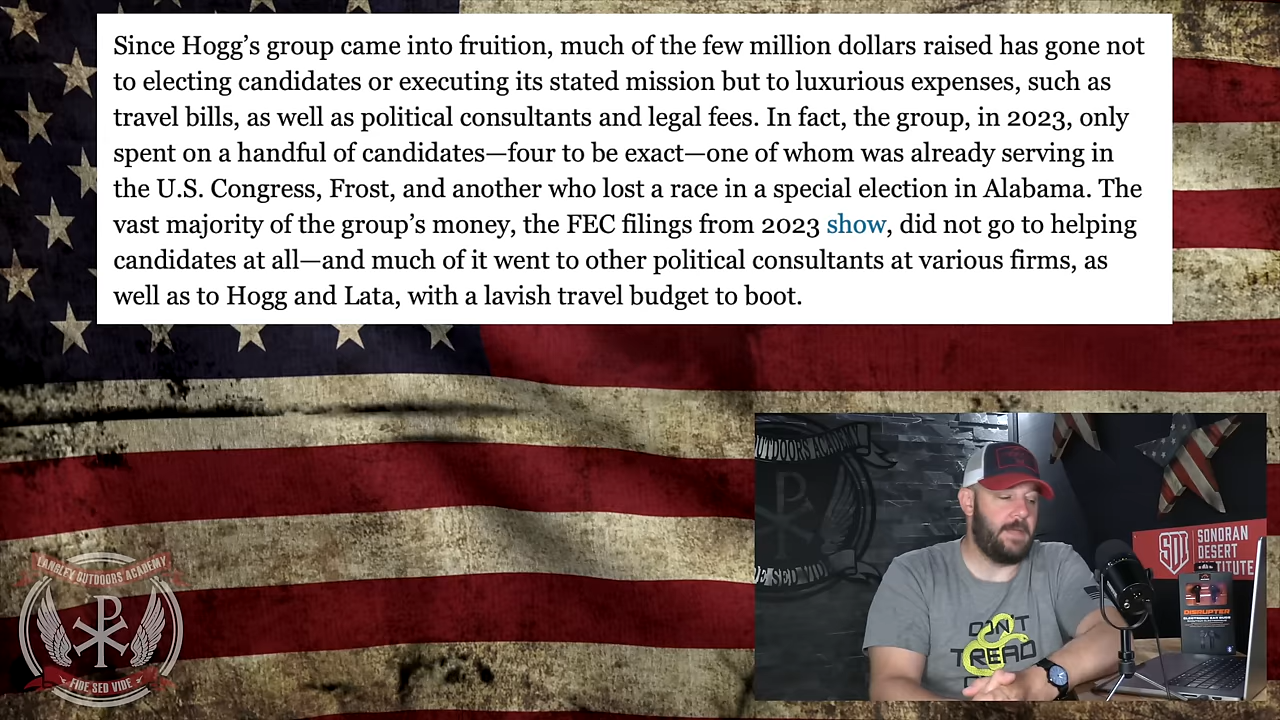 Since Hogg’s group came into fruition, much of the few million dollars raised has gone not
to electing candidates or executing its stated mission but to luxurious expenses, such as
travel bills, as well as political consultants and legal fees. In fact, the group, in 2023, only
spent on a handful of candidates—four to be exact—one of whom was already serving in
the U.S. Congress, Frost, and another who lost a race in a special election in Alabama. The
vast majority of the group’s money, the FEC filings from 2023 show, did not go to helping
candidates at all—and much of it went to other political consultants at various firms, as
well as to Hogg and Lata, with a lavish travel budget to boot.
OUTDOORS ACADEMY
DE SED VIDE
SDI
SONORAN
DESERT
INSTITUTE
DISRUPTER
DON'T
TREAD
LANGLEY OUTDOORS ACADEMY
FIDE SED VIDE